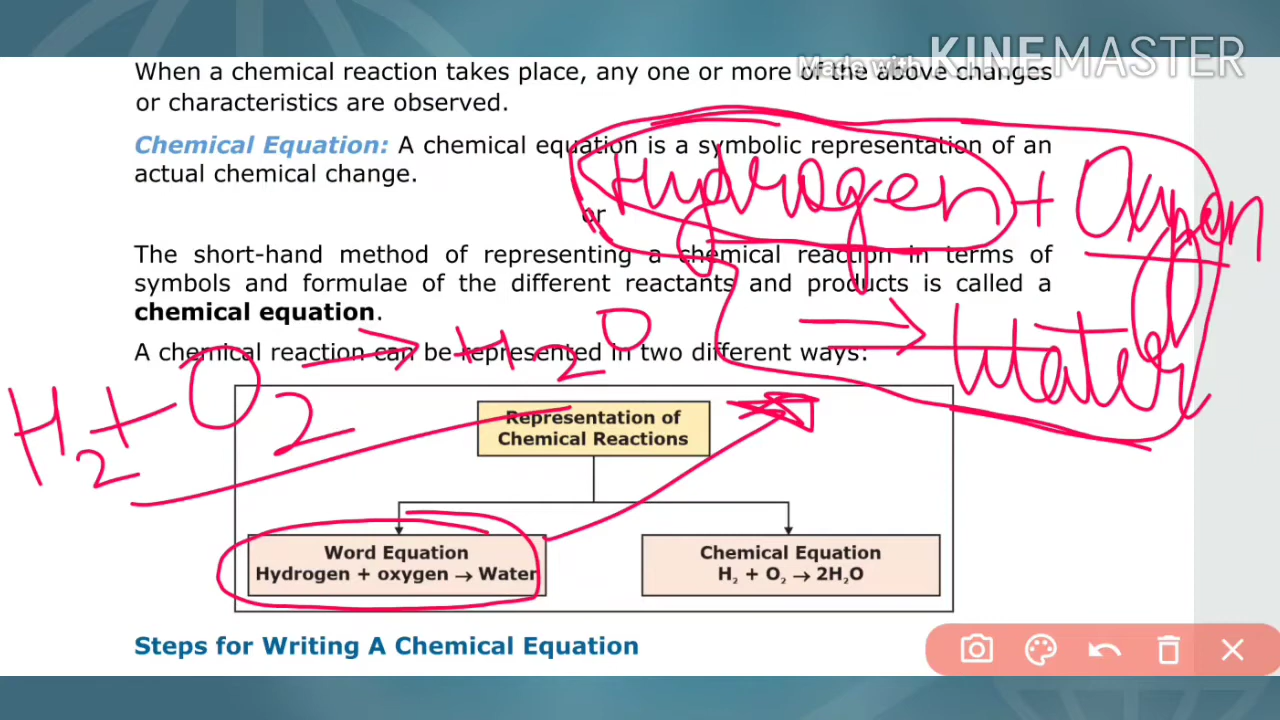 Made with KINEMASTER
When a chemical reaction takes place, any one or more of the above changes
or characteristics are observed.
Chemical Equation: A chemical equation is a symbolic representation of an
actual chemical change.
Hydrogen + Oxygen
or
The short-hand method of representing a chemical reaction in terms of
symbols and formulae of the different reactants and products is called a
chemical equation.
→ Water
A chemical reaction can be represented in two different ways:
H₂ + O₂ → H₂O
Representation of
Chemical Reactions
Word Equation
Hydrogen + oxygen → Water
Chemical Equation
H₂ + O₂ → 2H₂O
Steps for Writing A Chemical Equation